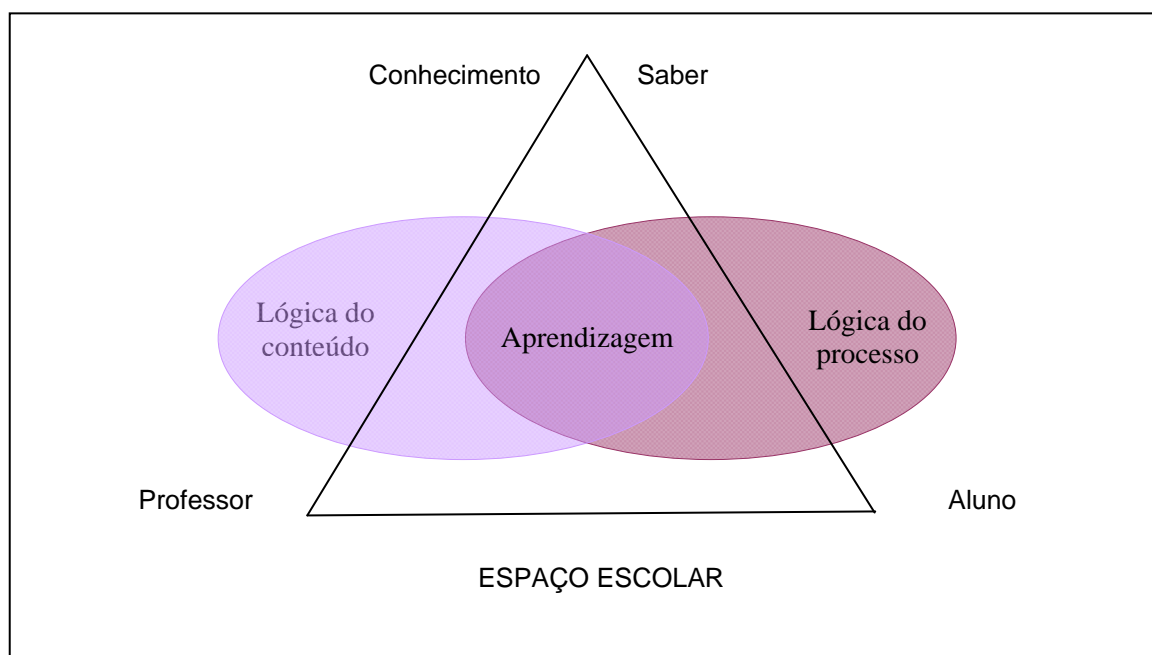 Conhecimento Saber
Lógica do
conteúdo
Aprendizagem
Lógica do
processo
Professor
Aluno
ESPAÇO ESCOLAR